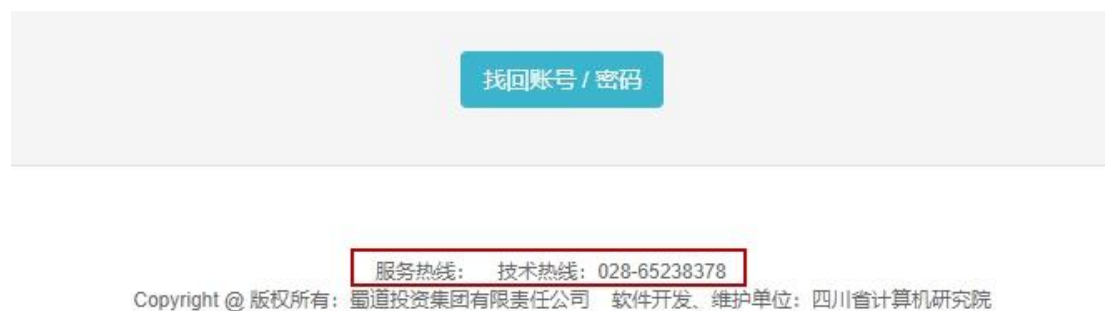 找回账号 / 密码
服务热线： 技术热线：028-65238378
Copyright @ 版权所有：蜀道投资集团有限责任公司 软件开发、维护单位：四川省计算机研究院